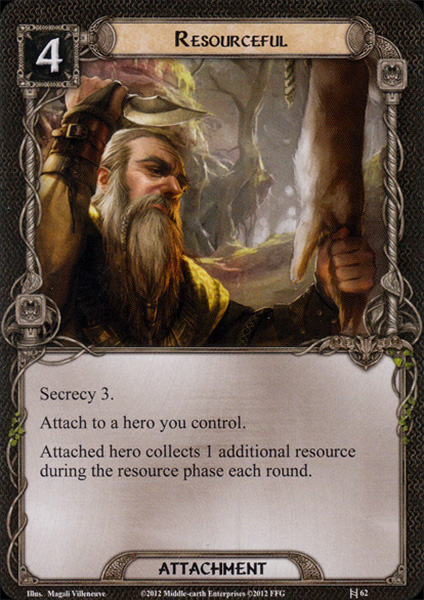 4
RESOURCEFUL
Secrecy 3.
Attach to a hero you control.
Attached hero collects 1 additional resource
during the resource phase each round.
ATTACHMENT
Illus. Magali Villeneuve ©2012 Middle-earth Enterprises ©2012 FFG 62